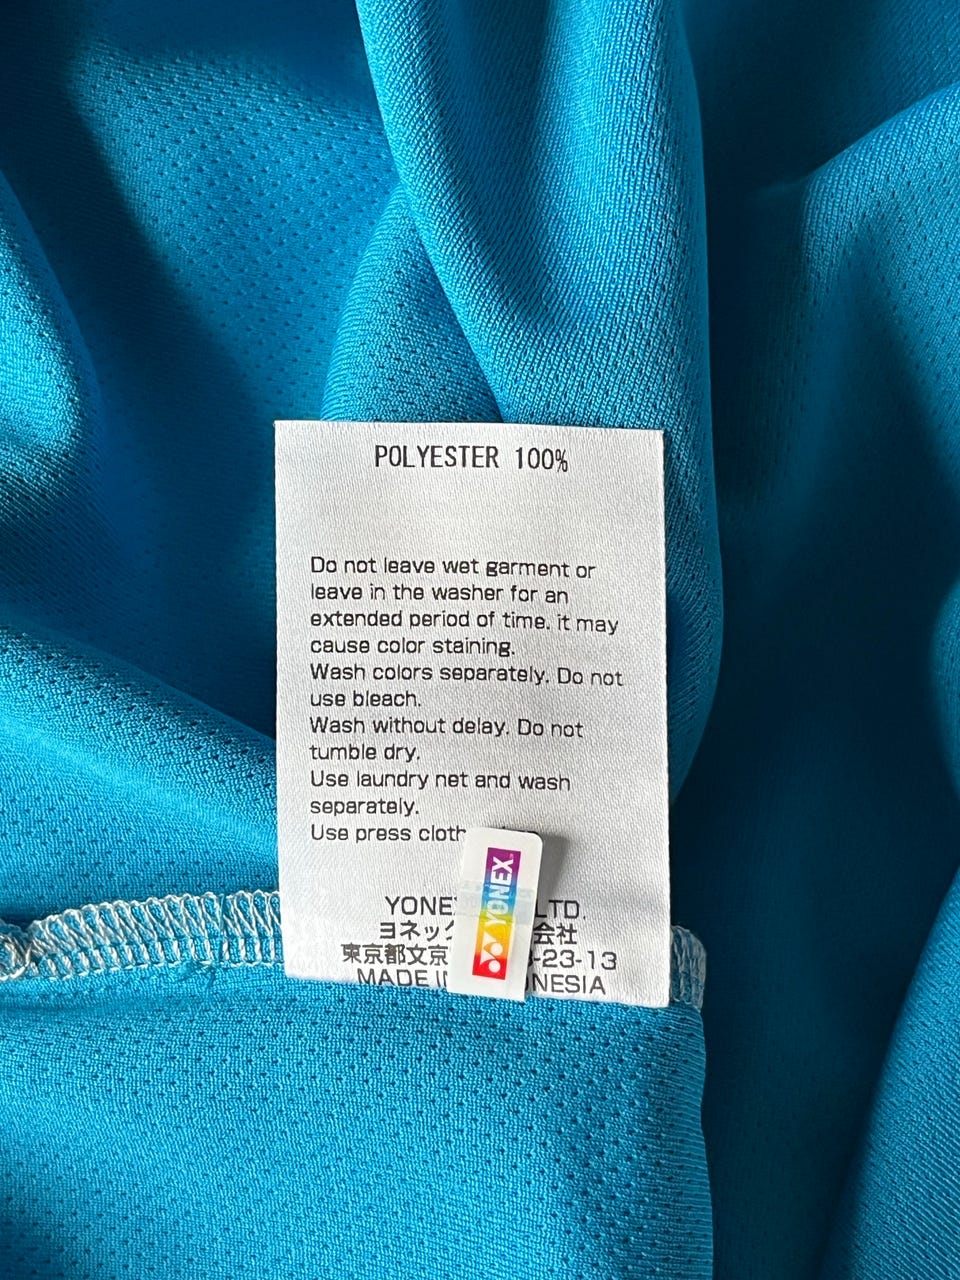 POLYESTER 100%
Do not leave wet garment or
leave in the washer for an
extended period of time. it may
cause color staining.
Wash colors separately. Do not
use bleach.
Wash without delay. Do not
tumble dry.
Use laundry net and wash
separately.
Use press cloth
YONEX
LTD.
ヨネック
会社
東京都文京
-23-13
MADE